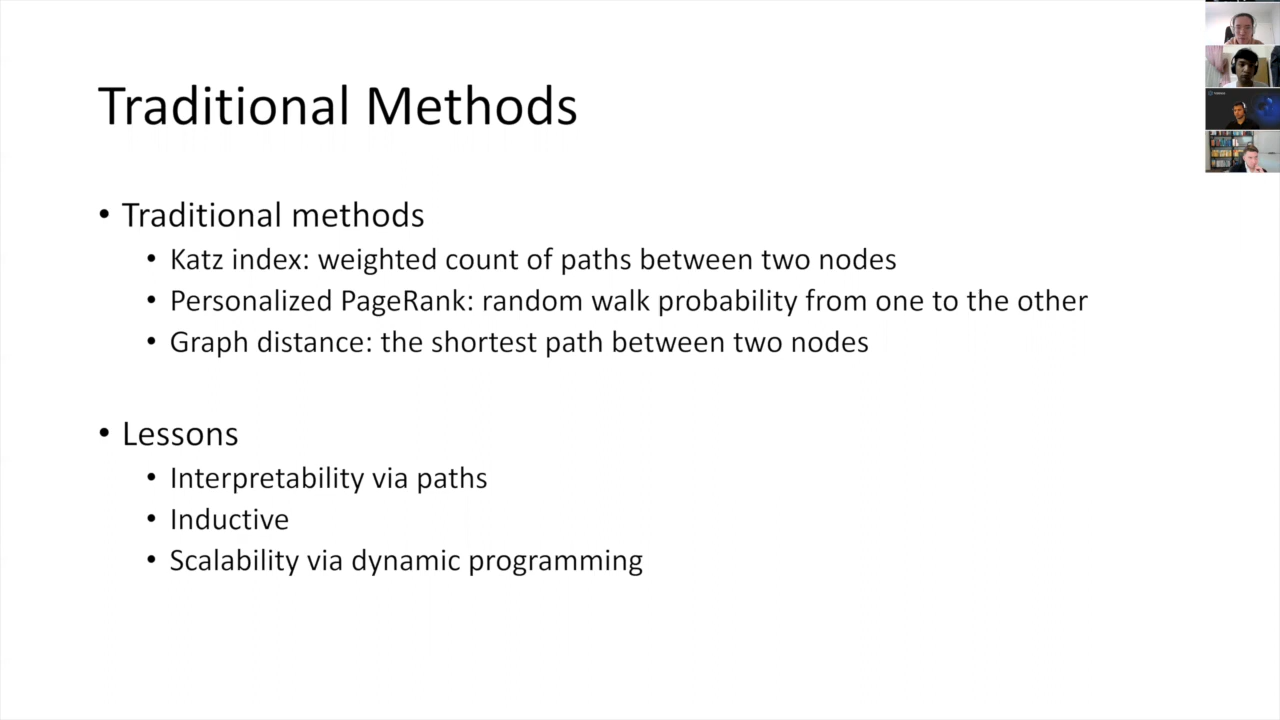 Traditional Methods
• Traditional methods
• Katz index: weighted count of paths between two nodes
• Personalized PageRank: random walk probability from one to the other
• Graph distance: the shortest path between two nodes
• Lessons
• Interpretability via paths
• Inductive
• Scalability via dynamic programming